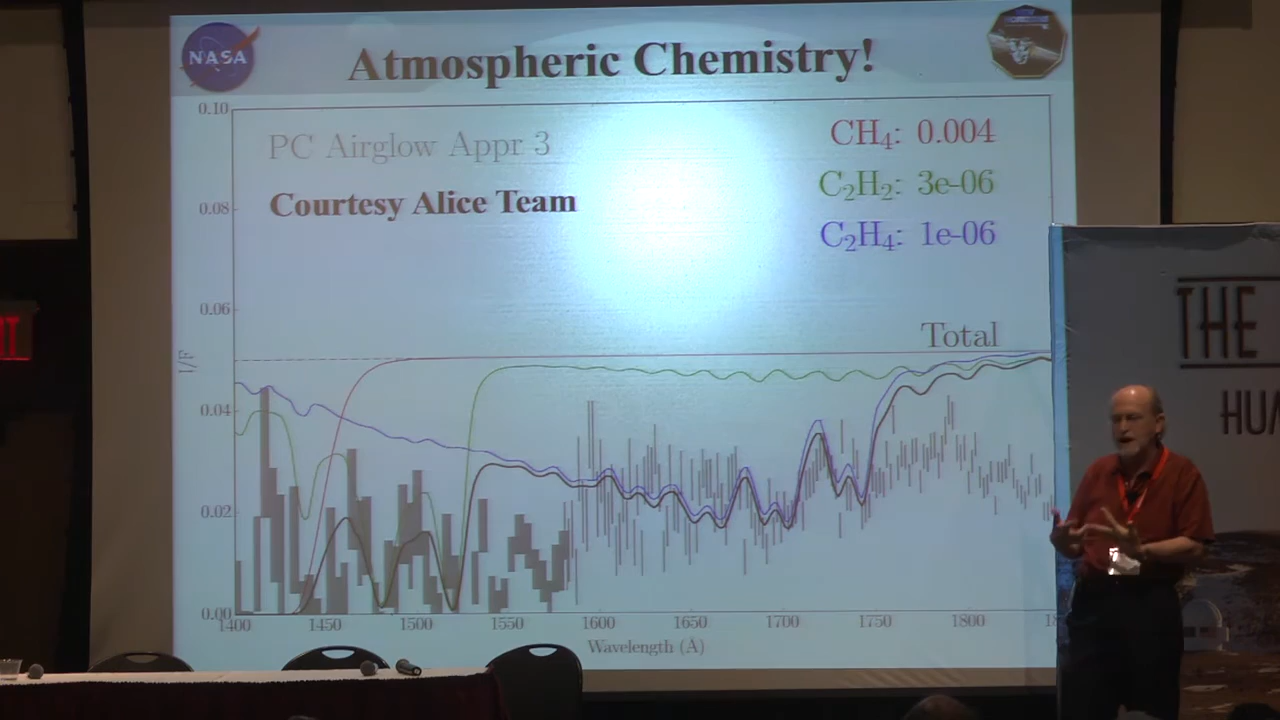 NASA
Atmospheric Chemistry!
0.10
PC Airglow Appr 3
CH₄: 0.004
Courtesy Alice Team
C₂H₂: 3e-06
0.08
C₂H₄: 1e-06
0.06
Total
I/F
0.04
0.02
0.00
1400 1450 1500 1550 1600 1650 1700 1750 1800
Wavelength (Å)
THE